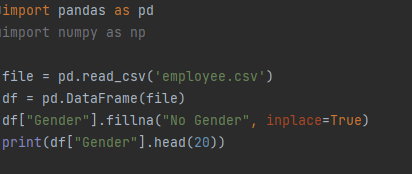 import pandas as pd
import numpy as np
file = pd.read_csv('employee.csv')
df = pd.DataFrame(file)
df["Gender"].fillna("No Gender", inplace=True)
print(df["Gender"].head(20))